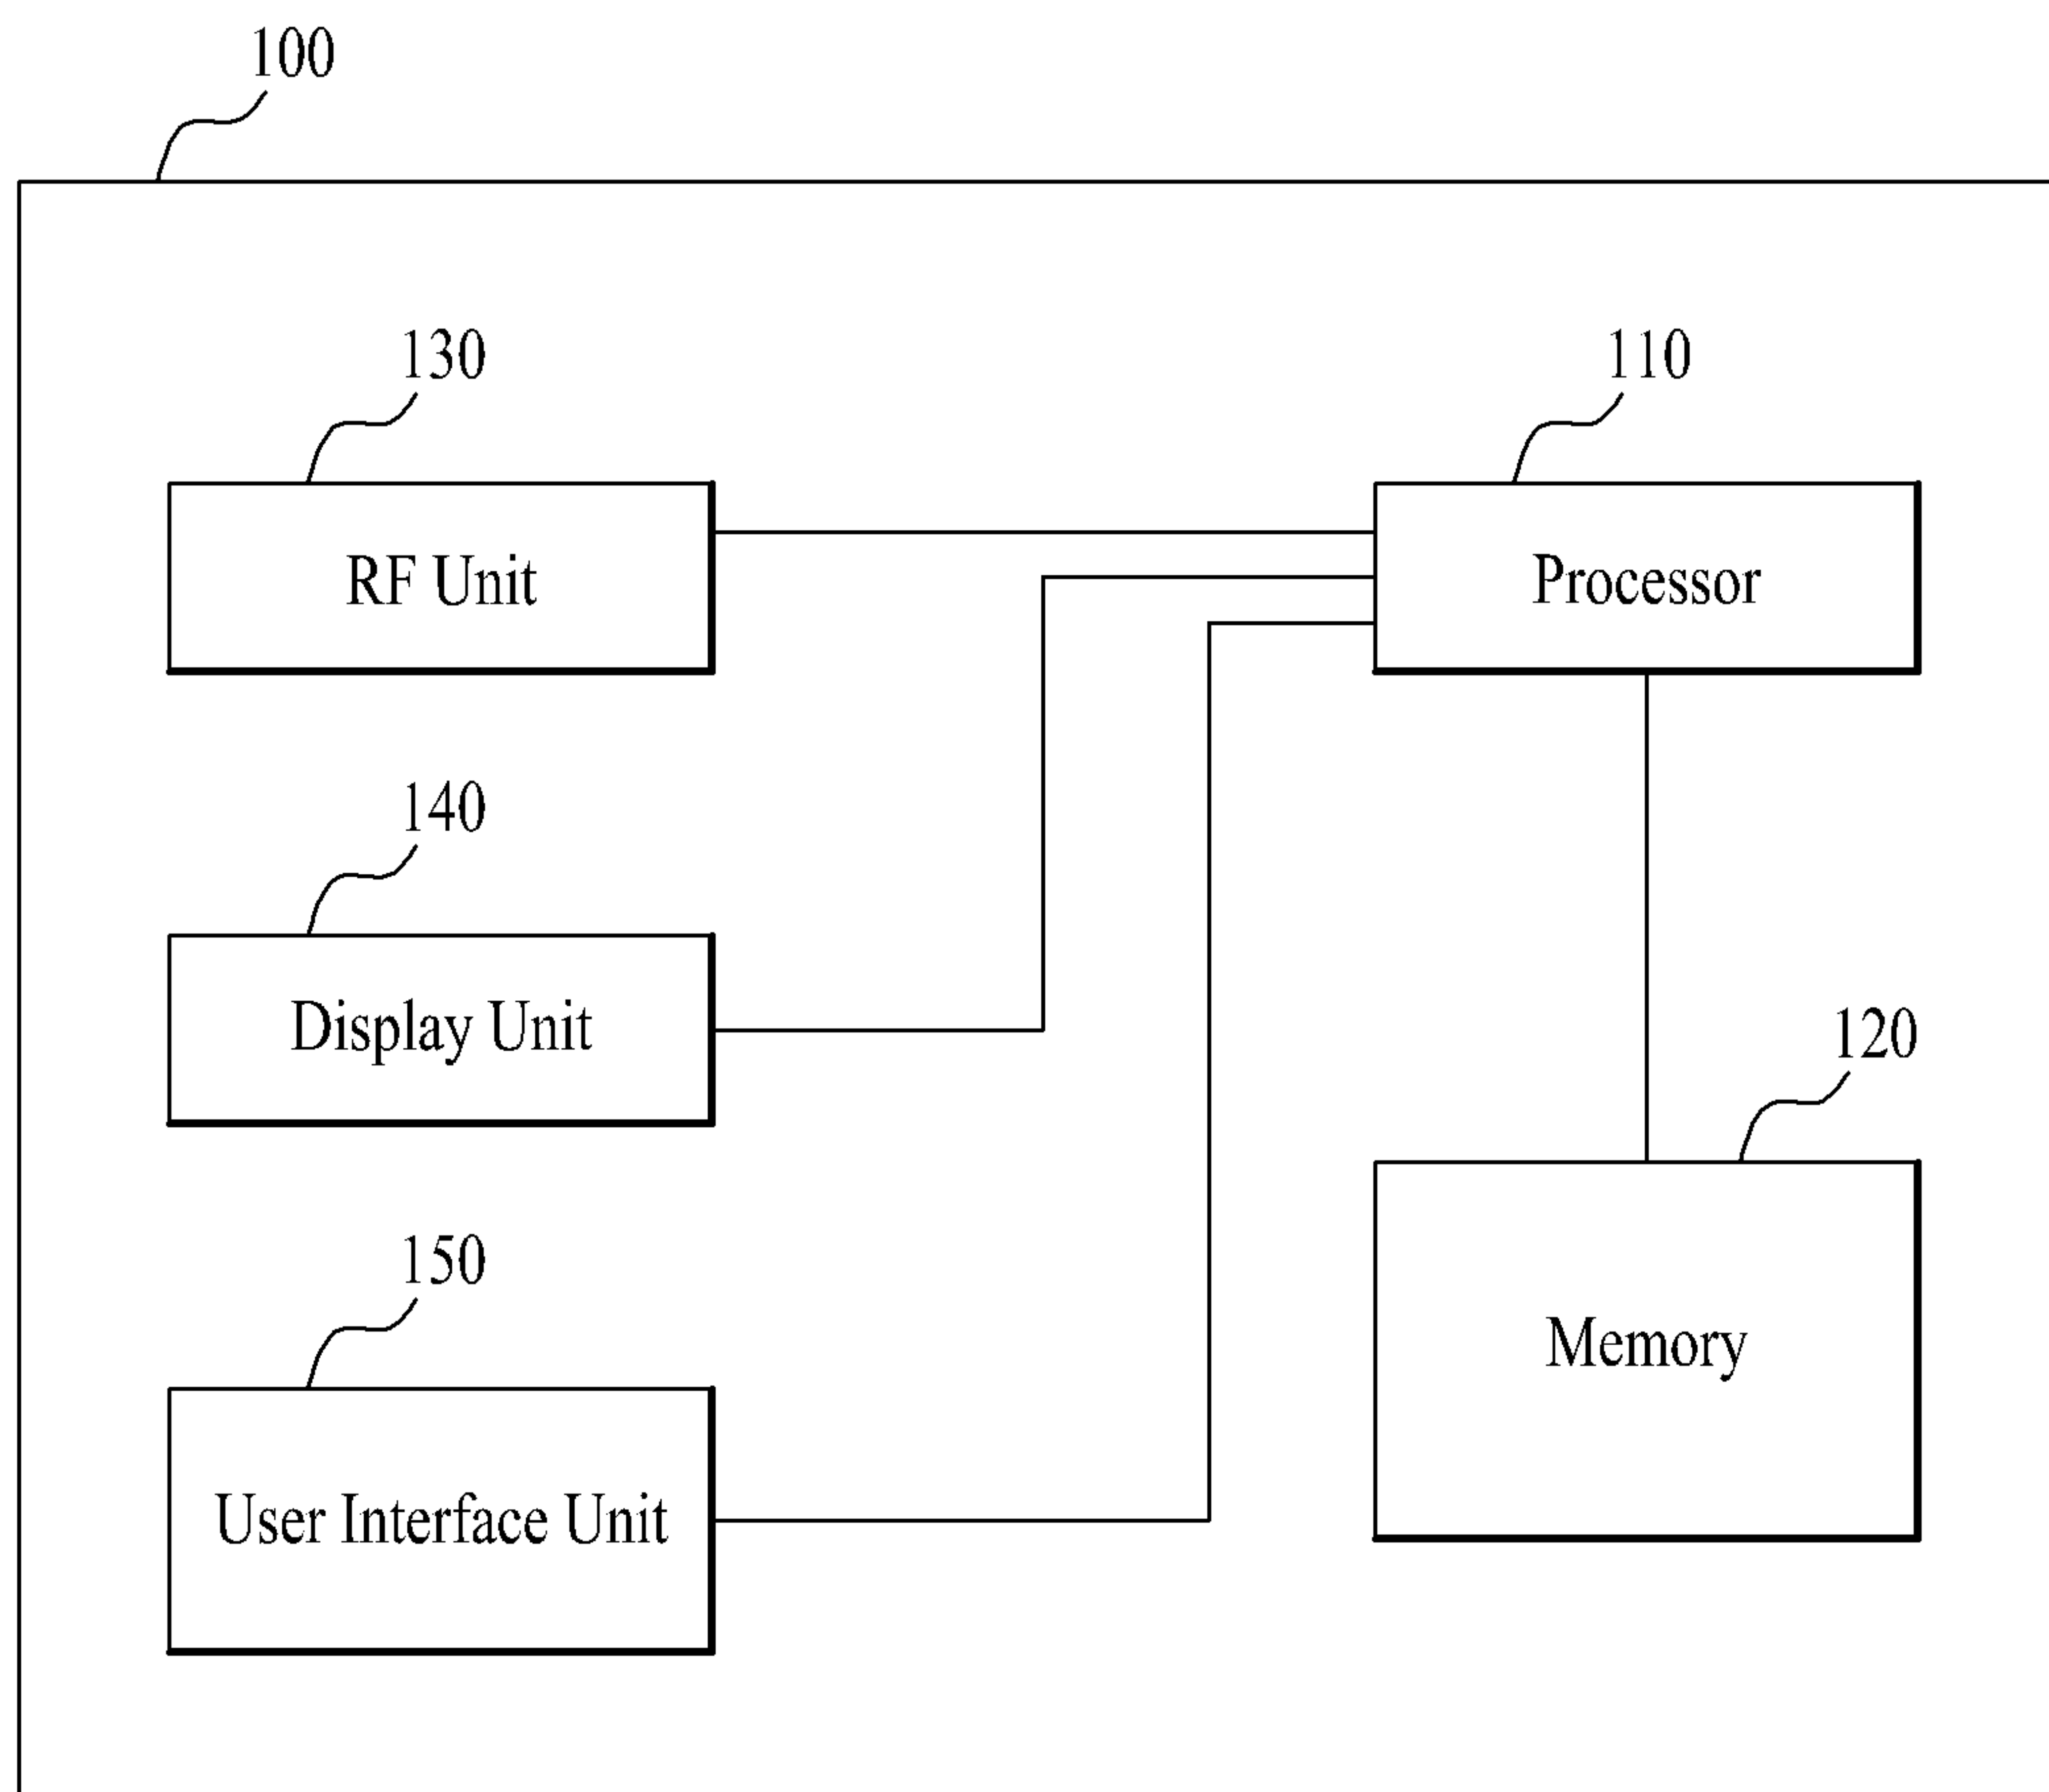 100
130
110
RF Unit
Processor
140
Display Unit
120
150
Memory
User Interface Unit